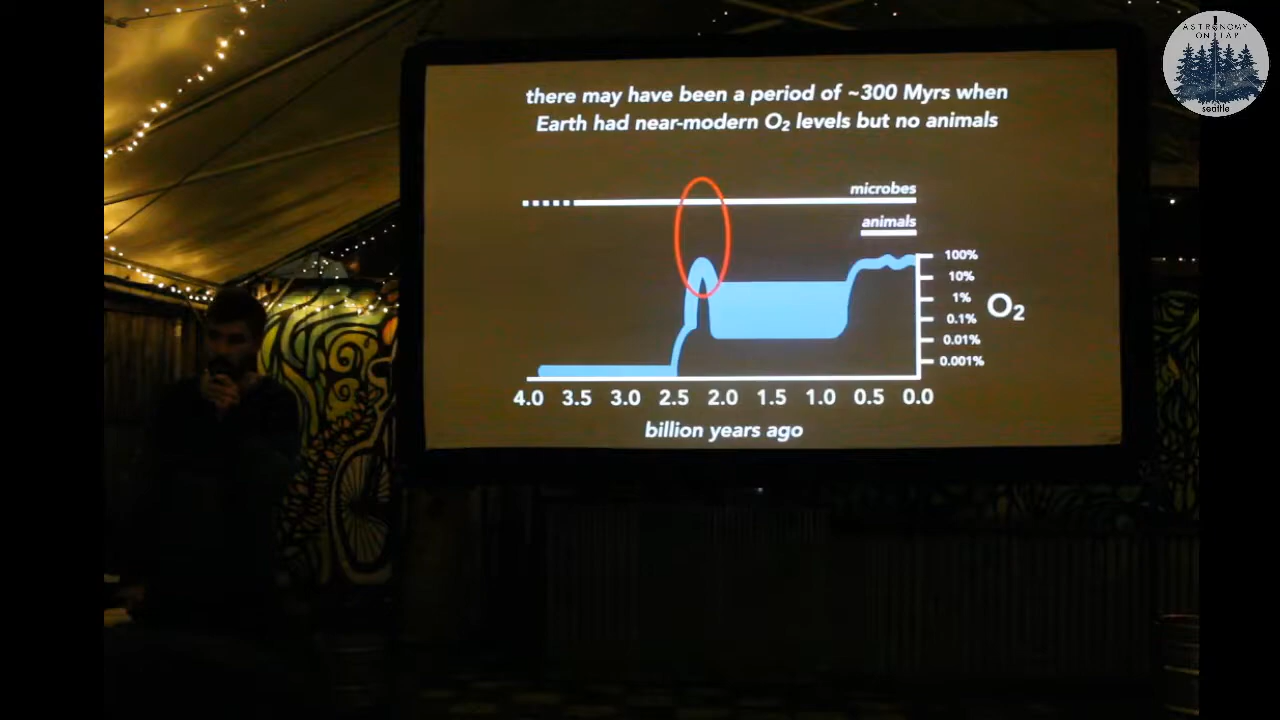 ASTRONOMY
ON TAP
seattle
there may have been a period of ~300 Myrs when
Earth had near-modern O₂ levels but no animals
microbes
animals
100%
10%
1%
0.1%
0.01%
0.001%
O₂
4.0 3.5 3.0 2.5 2.0 1.5 1.0 0.5 0.0
billion years ago